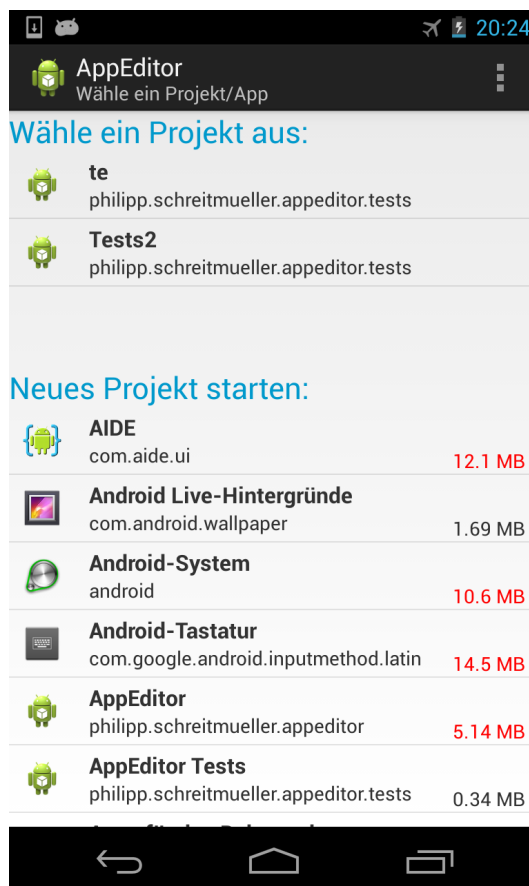 20:24
AppEditor
Wähle ein Projekt/App
Wähle ein Projekt aus:
te
philipp.schreitmueller.appeditor.tests
Tests2
philipp.schreitmueller.appeditor.tests
Neues Projekt starten:
AIDE
com.aide.ui
12.1 MB
Android Live-Hintergründe
com.android.wallpaper
1.69 MB
Android-System
android
10.6 MB
Android-Tastatur
com.google.android.inputmethod.latin
14.5 MB
AppEditor
philipp.schreitmueller.appeditor
5.14 MB
AppEditor Tests
philipp.schreitmueller.appeditor.tests
0.34 MB